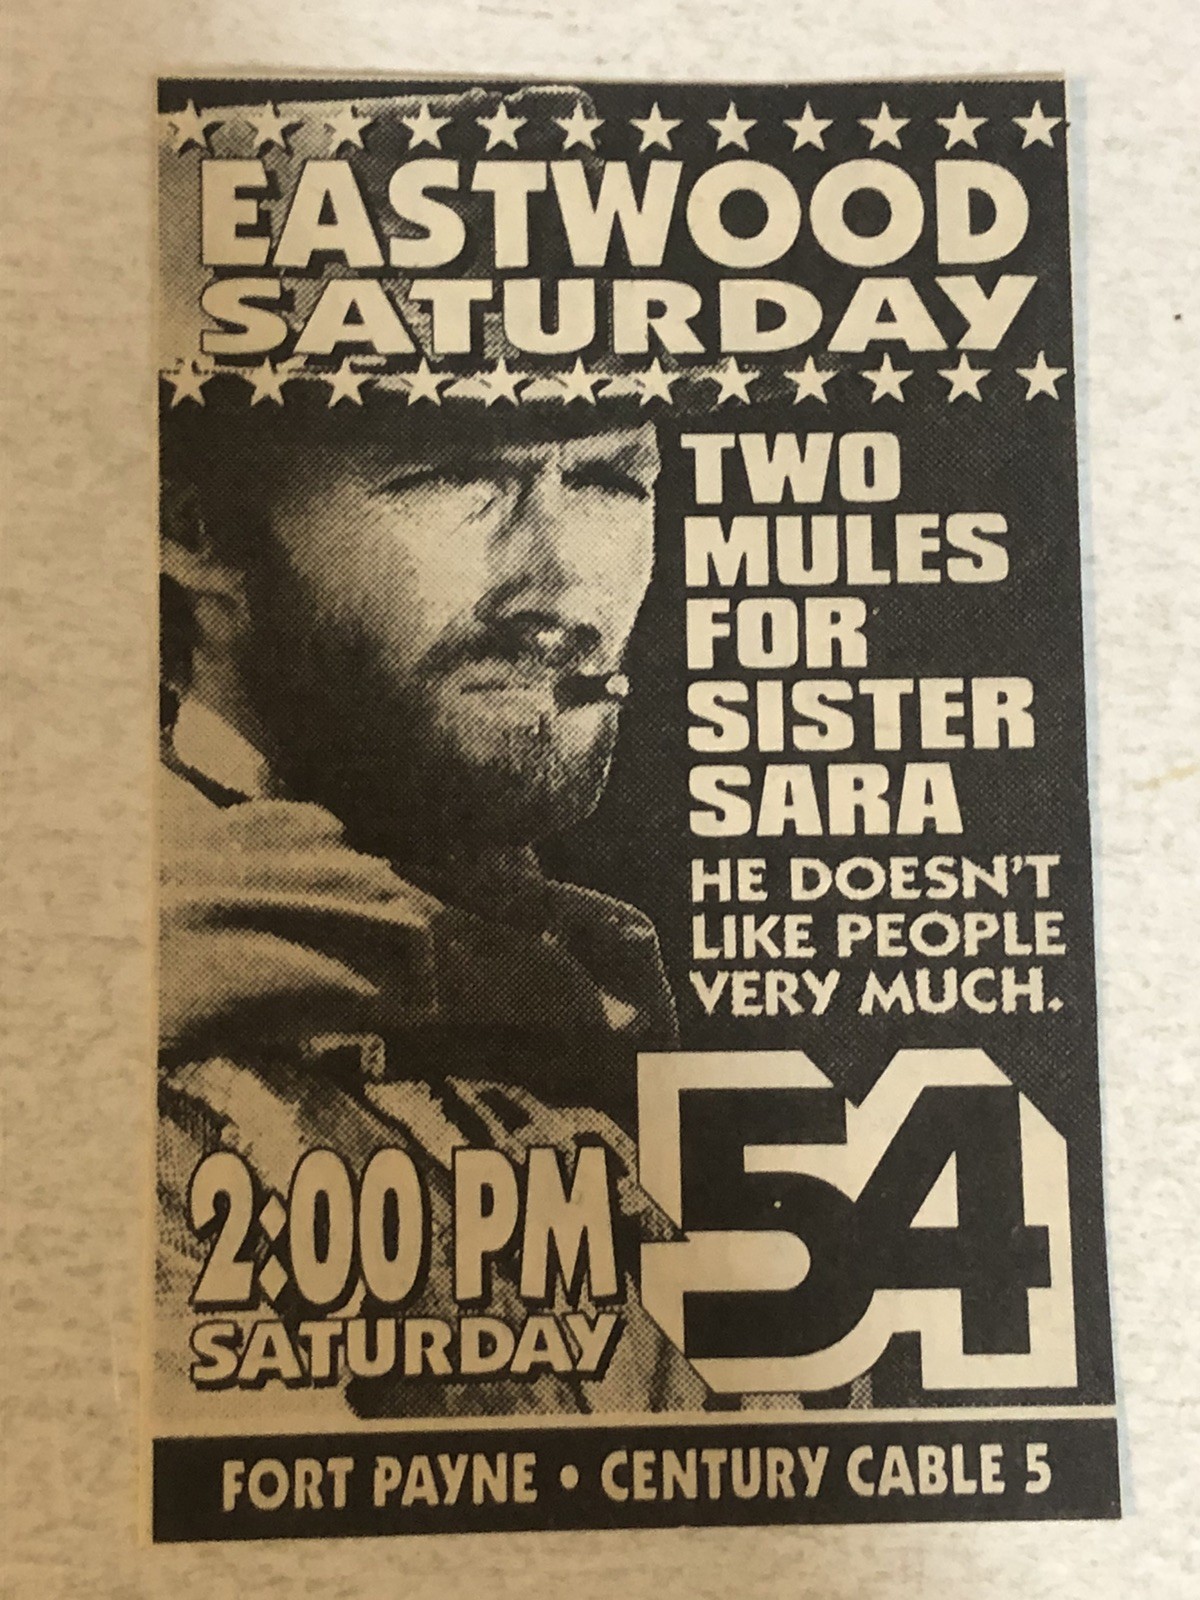 EASTWOOD
SATURDAY
TWO
MULES
FOR
SISTER
SARA
HE DOESN'T
LIKE PEOPLE
VERY MUCH.
54
2:00 PM
SATURDAY
FORT PAYNE • CENTURY CABLE 5